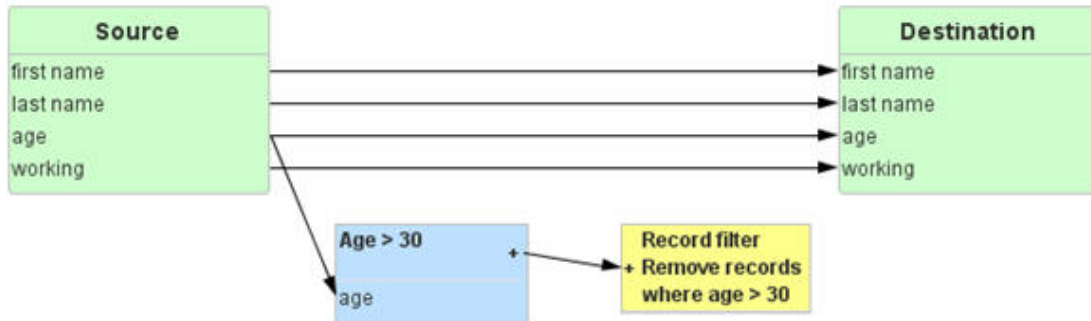 Source
first name
last name
age
working
Destination
first name
last name
age
working
Age > 30
+
age
Record filter
+ Remove records
where age > 30